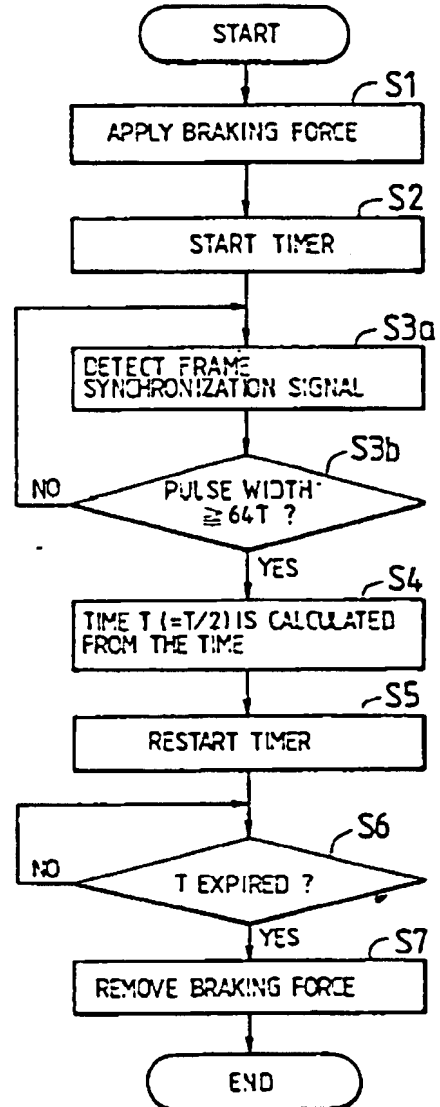 START
S1
APPLY BRAKING FORCE
S2
START TIMER
S3a
DETECT FRAME
SYNCHRONIZATION SIGNAL
S3b
PULSE WIDTH
≧ 64T ?
NO
YES
S4
TIME T (=T/2) IS CALCULATED
FROM THE TIME
S5
RESTART TIMER
S6
T EXPIRED ?
NO
YES
S7
REMOVE BRAKING FORCE
END